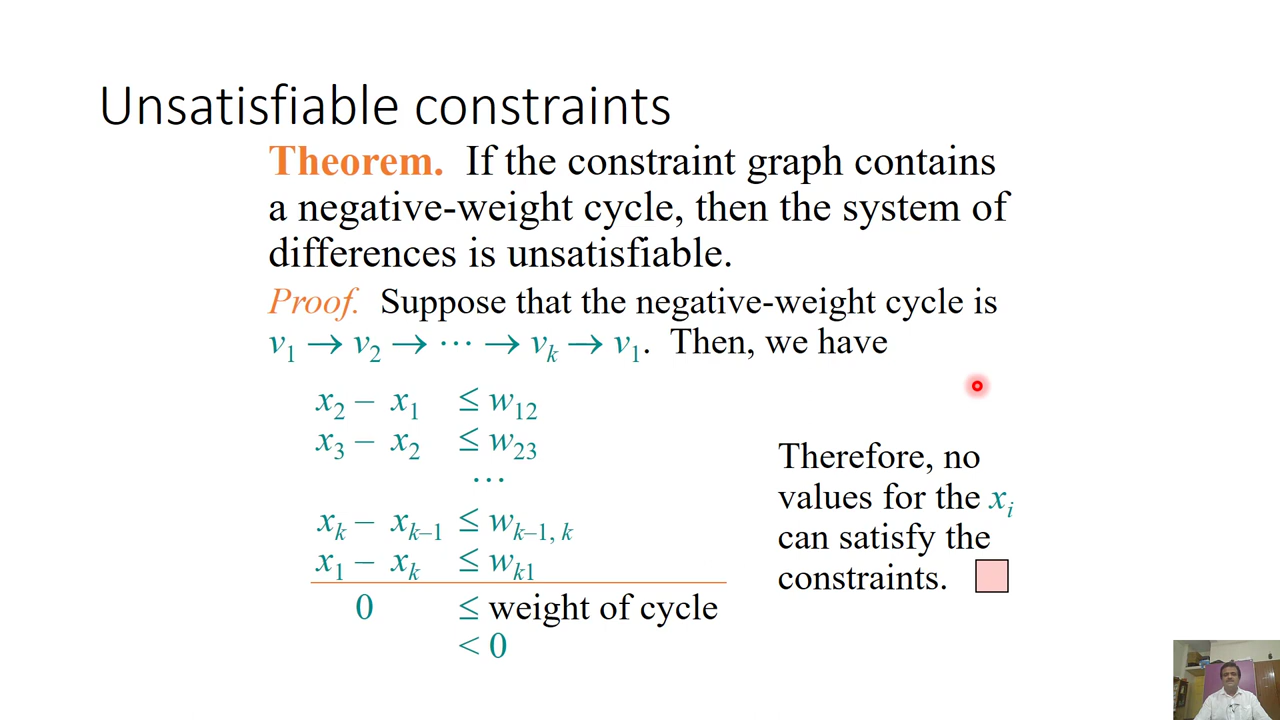 Unsatisfiable constraints
Theorem. If the constraint graph contains
a negative-weight cycle, then the system of
differences is unsatisfiable.
Proof. Suppose that the negative-weight cycle is
v₁ → v₂ → ⋯ → vₖ → v₁. Then, we have
x₂ – x₁ ≤ w₁₂
x₃ – x₂ ≤ w₂₃
⋯
xₖ – xₖ₋₁ ≤ wₖ₋₁, ₖ
x₁ – xₖ ≤ wₖ₁
0 ≤ weight of cycle
< 0
Therefore, no
values for the xᵢ
can satisfy the
constraints.